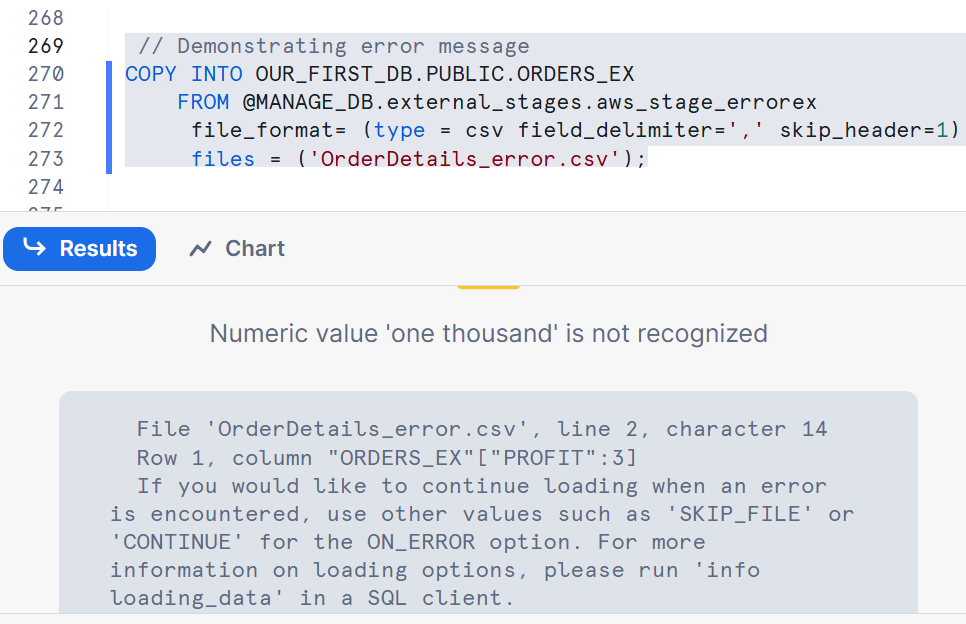 268
269 // Demonstrating error message
270 COPY INTO OUR_FIRST_DB.PUBLIC.ORDERS_EX
271 FROM @MANAGE_DB.external_stages.aws_stage_errorex
272 file_format= (type = csv field_delimiter=',' skip_header=1)
273 files = ('OrderDetails_error.csv');
274
Results Chart
Numeric value 'one thousand' is not recognized
File 'OrderDetails_error.csv', line 2, character 14
Row 1, column "ORDERS_EX"["PROFIT":3]
If you would like to continue loading when an error
is encountered, use other values such as 'SKIP_FILE' or
'CONTINUE' for the ON_ERROR option. For more
information on loading options, please run 'info
loading_data' in a SQL client.